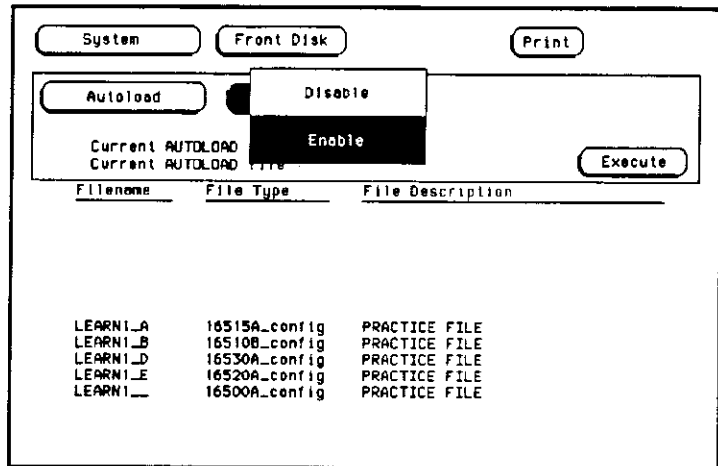 System Front Disk Print
Autoload Disable
Enable
Current AUTOLOAD
Current AUTOLOAD file
Execute
Filename File Type File Description
LEARN1_A 16515A_config PRACTICE FILE
LEARN1_B 16510B_config PRACTICE FILE
LEARN1_D 16530A_config PRACTICE FILE
LEARN1_E 16520A_config PRACTICE FILE
LEARN1__ 16500A_config PRACTICE FILE